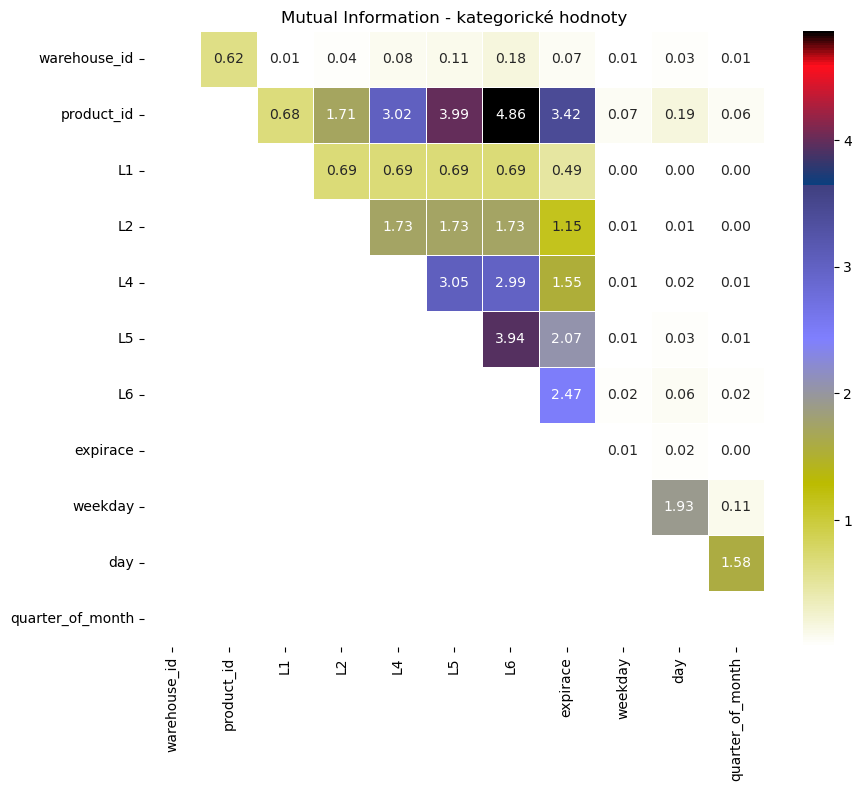 Mutual Information - kategorické hodnoty
warehouse_id 0.62 0.01 0.04 0.08 0.11 0.18 0.07 0.01 0.03 0.01
product_id 0.68 1.71 3.02 3.99 4.86 3.42 0.07 0.19 0.06
L1 0.69 0.69 0.69 0.69 0.49 0.00 0.00 0.00
L2 1.73 1.73 1.73 1.15 0.01 0.01 0.00
L4 3.05 2.99 1.55 0.01 0.02 0.01
L5 3.94 2.07 0.01 0.03 0.01
L6 2.47 0.02 0.06 0.02
expirace 0.01 0.02 0.00
weekday 1.93 0.11
day 1.58
quarter_of_month
warehouse_id product_id L1 L2 L4 L5 L6 expirace weekday day quarter_of_month
4
3
2
1